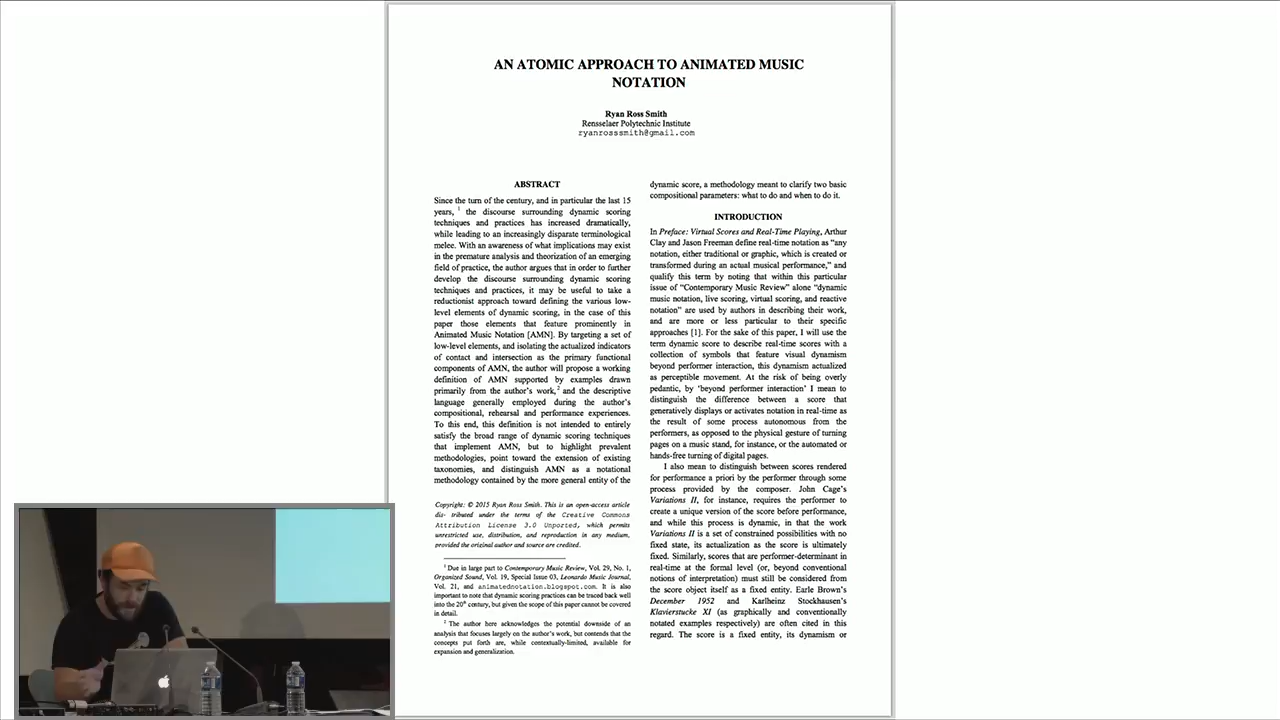 AN ATOMIC APPROACH TO ANIMATED MUSIC
NOTATION
Ryan Ross Smith
Rensselaer Polytechnic Institute
ryanrosssmith@gmail.com
ABSTRACT
Since the turn of the century, and in particular the last 15
years, 1 the discourse surrounding dynamic scoring
techniques and practices has increased dramatically,
while leading to an increasingly disparate terminological
melee. With an awareness of what implications may exist
in the premature analysis and theorization of an emerging
field of practice, the author argues that in order to further
develop the discourse surrounding dynamic scoring
techniques and practices, it may be useful to take a
reductionist approach toward defining the various low-
level elements of dynamic scoring, in the case of this
paper those elements that feature prominently in
Animated Music Notation [AMN]. By targeting a set of
low-level elements, and isolating the actualized indicators
of contact and intersection as the primary functional
components of AMN, the author will propose a working
definition of AMN supported by examples drawn
primarily from the author's work,2 and the descriptive
language generally employed during the author's
compositional, rehearsal and performance experiences.
To this end, this definition is not intended to entirely
satisfy the broad range of dynamic scoring techniques
that implement AMN, but to highlight prevalent
methodologies, point toward the extension of existing
taxonomies, and distinguish AMN as a notational
methodology contained by the more general entity of the
Copyright: © 2015 Ryan Ross Smith. This is an open-access article
dis- tributed under the terms of the Creative Commons
Attribution License 3.0 Unported, which permits
unrestricted use, distribution, and reproduction in any medium,
provided the original author and source are credited.
1 Due in large part to Contemporary Music Review, Vol. 29, No. 1,
Organized Sound, Vol. 19, Special Issue 03, Leonardo Music Journal,
Vol. 21, and animatednotation.blogspot.com. It is also
important to note that dynamic scoring practices can be traced back well
into the 20th century, but given the scope of this paper cannot be covered
in detail.
2 The author here acknowledges the potential downside of an
analysis that focuses largely on the author's work, but contends that the
concepts put forth are, while contextually-limited, available for
expansion and generalization.
dynamic score, a methodology meant to clarify two basic
compositional parameters: what to do and when to do it.
INTRODUCTION
In Preface: Virtual Scores and Real-Time Playing, Arthur
Clay and Jason Freeman define real-time notation as "any
notation, either traditional or graphic, which is created or
transformed during an actual musical performance," and
qualify this term by noting that within this particular
issue of "Contemporary Music Review" alone "dynamic
music notation, live scoring, virtual scoring, and reactive
notation" are used by authors in describing their work,
and are more or less particular to their specific
approaches [1]. For the sake of this paper, I will use the
term dynamic score to describe real-time scores with a
collection of symbols that feature visual dynamism
beyond performer interaction, this dynamism actualized
as perceptible movement. At the risk of being overly
pedantic, by 'beyond performer interaction' I mean to
distinguish the difference between a score that
generatively displays or activates notation in real-time as
the result of some process autonomous from the
performers, as opposed to the physical gesture of turning
pages on a music stand, for instance, or the automated or
hands-free turning of digital pages.
I also mean to distinguish between scores rendered
for performance a priori by the performer through some
process provided by the composer. John Cage's
Variations II, for instance, requires the performer to
create a unique version of the score before performance,
and while this process is dynamic, in that the work
Variations II is a set of constrained possibilities with no
fixed state, its actualization as the score is ultimately
fixed. Similarly, scores that are performer-determinant in
real-time at the formal level (or, beyond conventional
notions of interpretation) must still be considered from
the score object itself as a fixed entity. Earle Brown's
December 1952 and Karlheinz Stockhausen's
Klavierstucke XI (as graphically and conventionally
notated examples respectively) are often cited in this
regard. The score is a fixed entity, its dynamism or